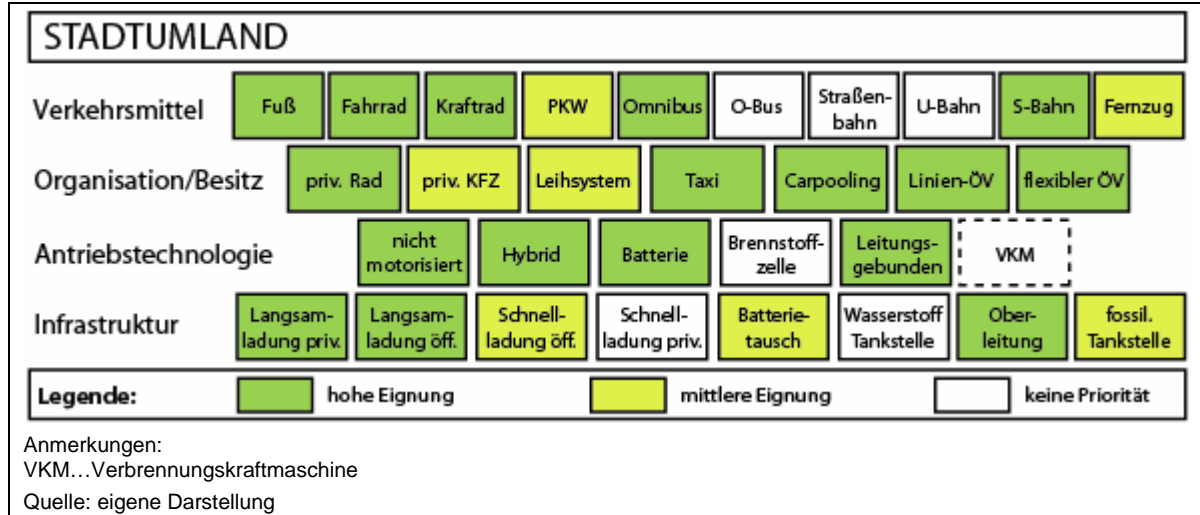 STADTUMLAND
Verkehrsmittel Fuß Fahrrad Kraftrad PKW Omnibus O-Bus Straßen- U-Bahn S-Bahn Fernzug
bahn
Organisation/Besitz priv. Rad priv. KFZ Leihsystem Taxi Carpooling Linien-ÖV flexibler ÖV
Antriebstechnologie nicht Hybrid Batterie Brennstoff- Leitungs- VKM
motorisiert zelle gebunden
Infrastruktur Langsam- Langsam- Schnell- Schnell- Batterie- Wasserstoff Ober- fossil.
ladung priv. ladung öff. ladung öff. ladung priv. tausch Tankstelle leitung Tankstelle
Legende: hohe Eignung mittlere Eignung keine Priorität
Anmerkungen:
VKM…Verbrennungskraftmaschine
Quelle: eigene Darstellung